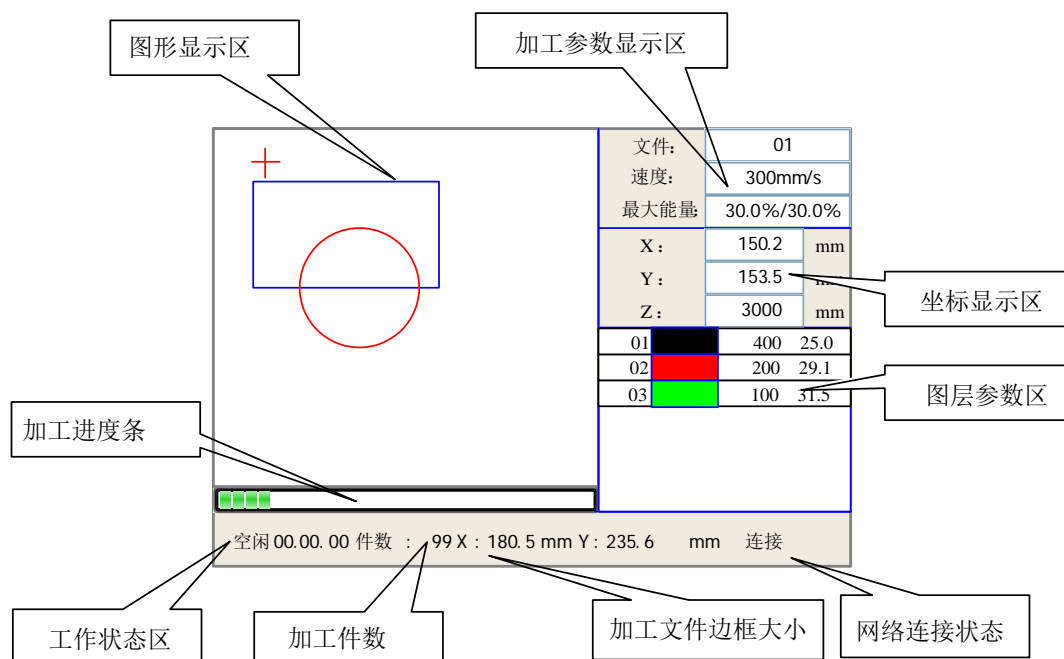 图形显示区
加工参数显示区
文件: 01
速度: 300mm/s
最大能量: 30.0%/30.0%
X: 150.2 mm
Y: 153.5
Z: 3000 mm
坐标显示区
01 400 25.0
02 200 29.1
03 100 31.5
图层参数区
加工进度条
空闲 00.00.00 件数 : 99 X : 180.5 mm Y : 235.6 mm 连接
工作状态区
加工件数
加工文件边框大小
网络连接状态